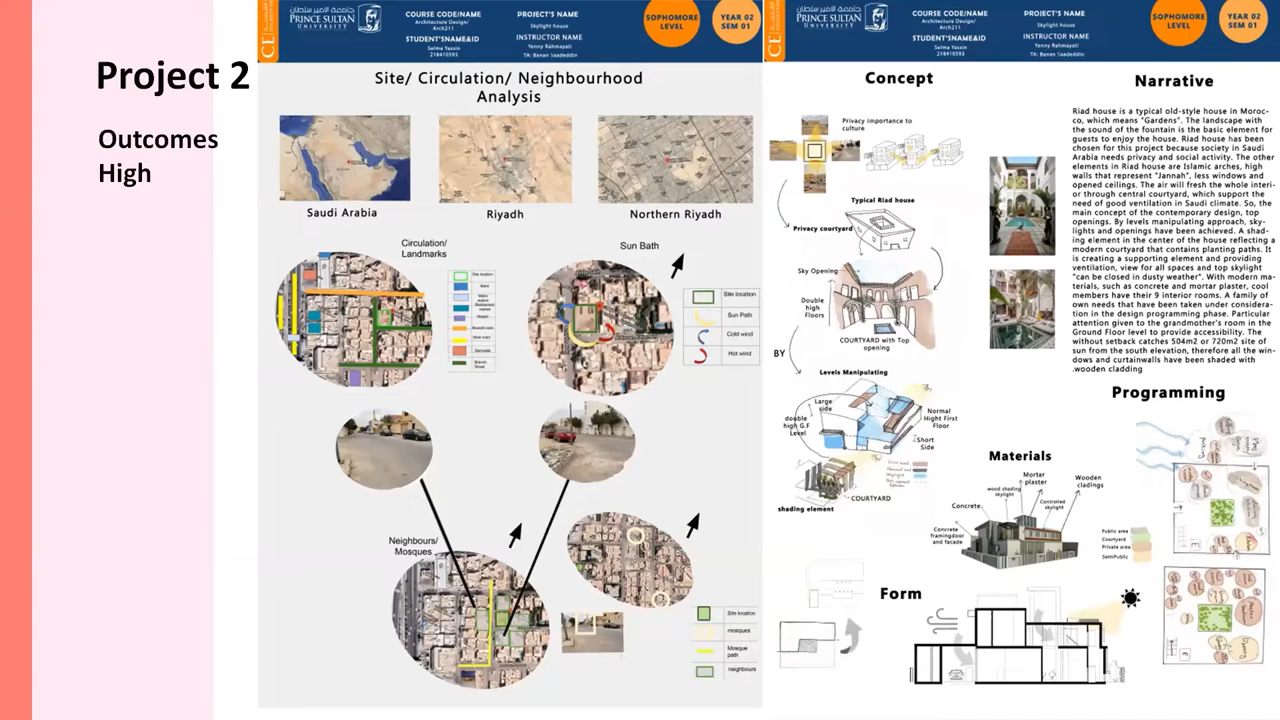 Project 2
Outcomes
High
CE
جامعة الأمير سلطان
PRINCE SULTAN
UNIVERSITY
COURSE CODE/NAME
Architecture Design/
Arch211
STUDENT'SNAME&ID
Selma Yassin
218410593
PROJECT'S NAME
Skylight house
INSTRUCTOR NAME
Yenny Rahmayati
TA: Banan Saadeddin
SOPHOMORE
LEVEL
YEAR 02
SEM 01
Site/ Circulation/ Neighbourhood
Analysis
Saudi Arabia
Riyadh
Northern Riyadh
Circulation/
Landmarks
Site location
Sun Bath
Site location
Sun Path
Cold wind
Hot wind
Neighbours/
Mosques
Site location
mosques
Mosque
path
neighbours
CE
جامعة الأمير سلطان
PRINCE SULTAN
UNIVERSITY
COURSE CODE/NAME
Architecture Design/
Arch211
STUDENT'SNAME&ID
Selma Yassin
218410593
PROJECT'S NAME
Skylight house
INSTRUCTOR NAME
Yenny Rahmayati
TA: Banan Saadeddin
SOPHOMORE
LEVEL
YEAR 02
SEM 01
Concept
Privacy importance to
culture
Typical Riad house
Privacy courtyard
Sky Opening
Double
high
Floors
COURTYARD with Top
opening
BY
Levels Manipulating
Large
side
double
high G.F
Level
Normal
Hight First
Floor
Short
Side
COURTYARD
shading element
Narrative
Riad house is a typical old-style house in Moroc-
co, which means "Gardens". The landscape with
the sound of the fountain is the basic element for
guests to enjoy the house. Riad house has been
chosen for this project because society in Saudi
Arabia needs privacy and social activity. The other
elements in Riad house are Islamic arches, high
walls that represent "Jannah", less windows and
opened ceilings. The air will fresh the whole interi-
or through central courtyard, which support the
need of good ventilation in Saudi climate. So, the
main concept of the contemporary design, top
openings. By levels manipulating approach, sky-
lights and openings have been achieved. A shad-
ing element in the center of the house reflecting a
modern courtyard that contains planting paths. It
is creating a supporting element and providing
ventilation, view for all spaces and top skylight
"can be closed in dusty weather". With modern ma-
terials, such as concrete and mortar plaster, cool
members have their 9 interior rooms. A family of
own needs that have been taken under considera-
tion in the design programming phase. Particular
attention given to the grandmother's room in the
Ground Floor level to provide accessibility. The
without setback catches 504m2 or 720m2 site of
sun from the south elevation, therefore all the win-
dows and curtainwalls have been shaded with
.wooden cladding
Programming
Materials
Mortar
plaster
Wooden
claddings
wood shading
skylight
Controlled
skylight
Concrete
Concrete
framingdoor
and facade
Public area
Courtyard
Private area
SemiPublic
Form